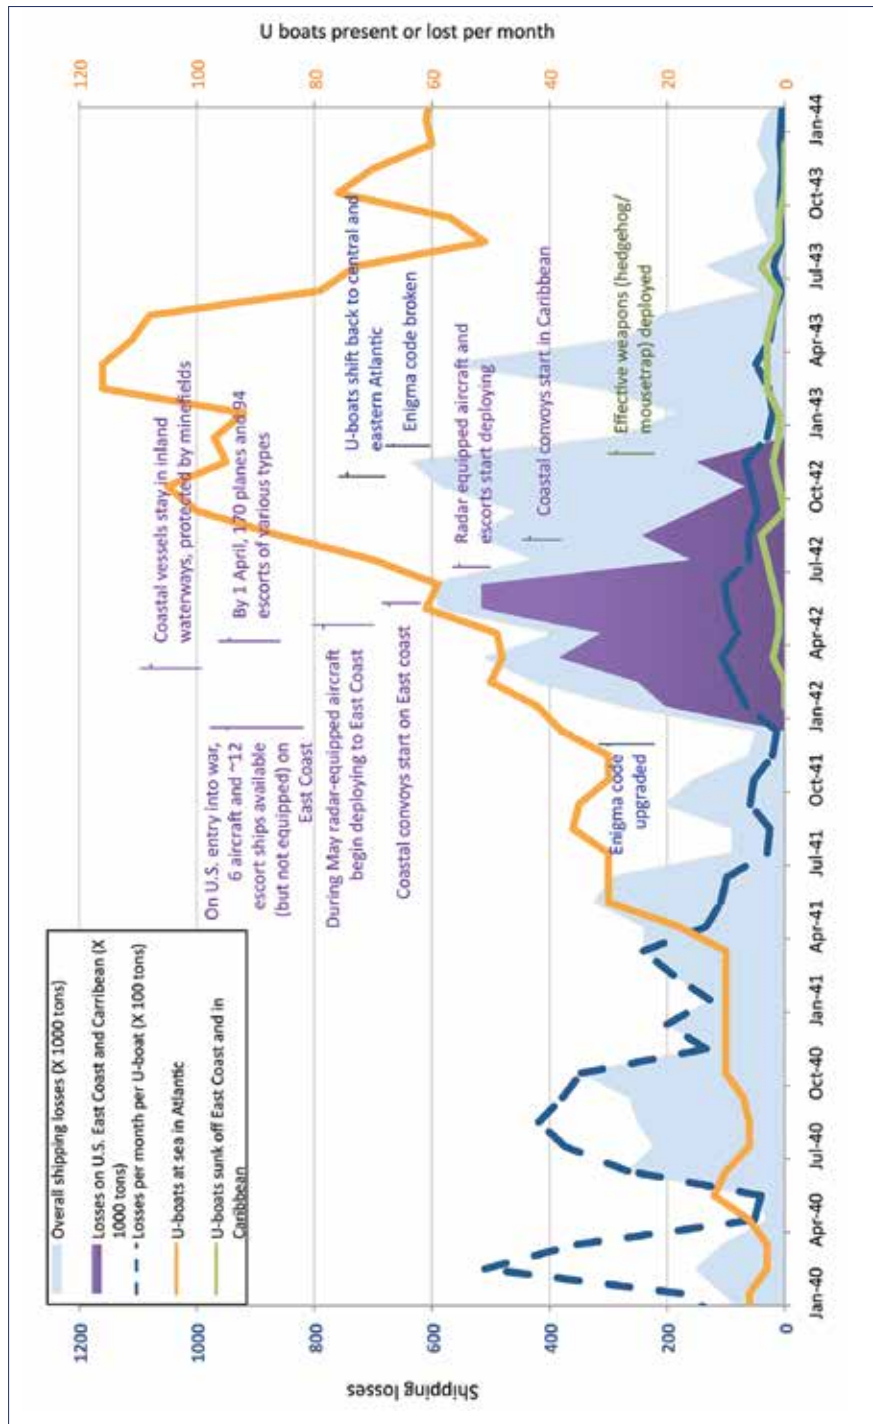 Overall shipping losses (X 1000 tons)
Losses on U.S. East Coast and Carribean (X
1000 tons)
Losses per month per U-boat (X 100 tons)
U-boats at sea in Atlantic
U-boats sunk off East Coast and in
Caribbean
Shipping losses
1200
1000
800
600
400
200
0
U boats present or lost per month
120
100
80
60
40
20
0
Jan-40
Apr-40
Jul-40
Oct-40
Jan-41
Apr-41
Jul-41
Oct-41
Jan-42
Apr-42
Jul-42
Oct-42
Jan-43
Apr-43
Jul-43
Oct-43
Jan-44
On U.S. entry into war,
6 aircraft and ~12
escort ships available
(but not equipped) on
East Coast
During May radar-equipped aircraft
begin deploying to East Coast
Coastal convoys start on East coast
Enigma code
upgraded
Coastal vessels stay in inland
waterways, protected by minefields
By 1 April, 170 planes and 94
escorts of various types
U-boats shift back to central and
eastern Atlantic
Enigma code broken
Radar equipped aircraft and
escorts start deploying
Coastal convoys start in Caribbean
Effective weapons (hedgehog/
mousetrap) deployed